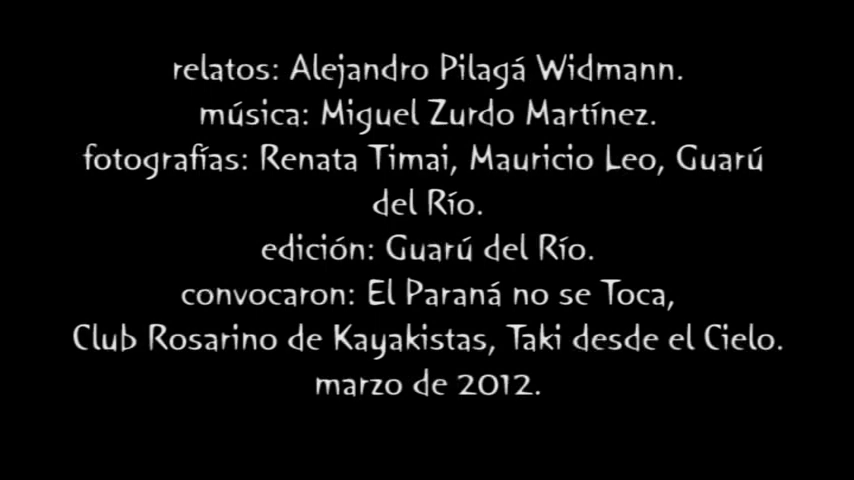 relatos: Alejandro Pilagá Widmann.
música: Miguel Zurdo Martínez.
fotografías: Renata Timai, Mauricio Leo, Guarú
del Río.
edición: Guarú del Río.
convocaron: El Paraná no se Toca,
Club Rosarino de Kayakistas, Taki desde el Cielo.
marzo de 2012.